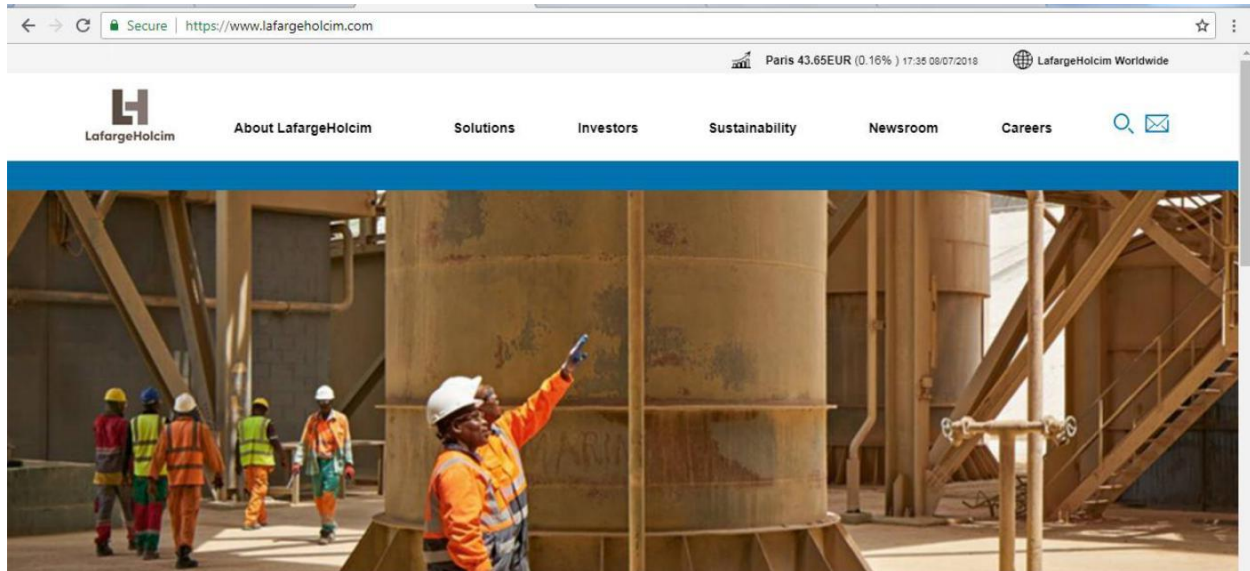 Secure | https://www.lafargeholcim.com
Paris 43.65EUR (0.16% ) 17:35 08/07/2018 LafargeHolcim Worldwide
LafargeHolcim About LafargeHolcim Solutions Investors Sustainability Newsroom Careers